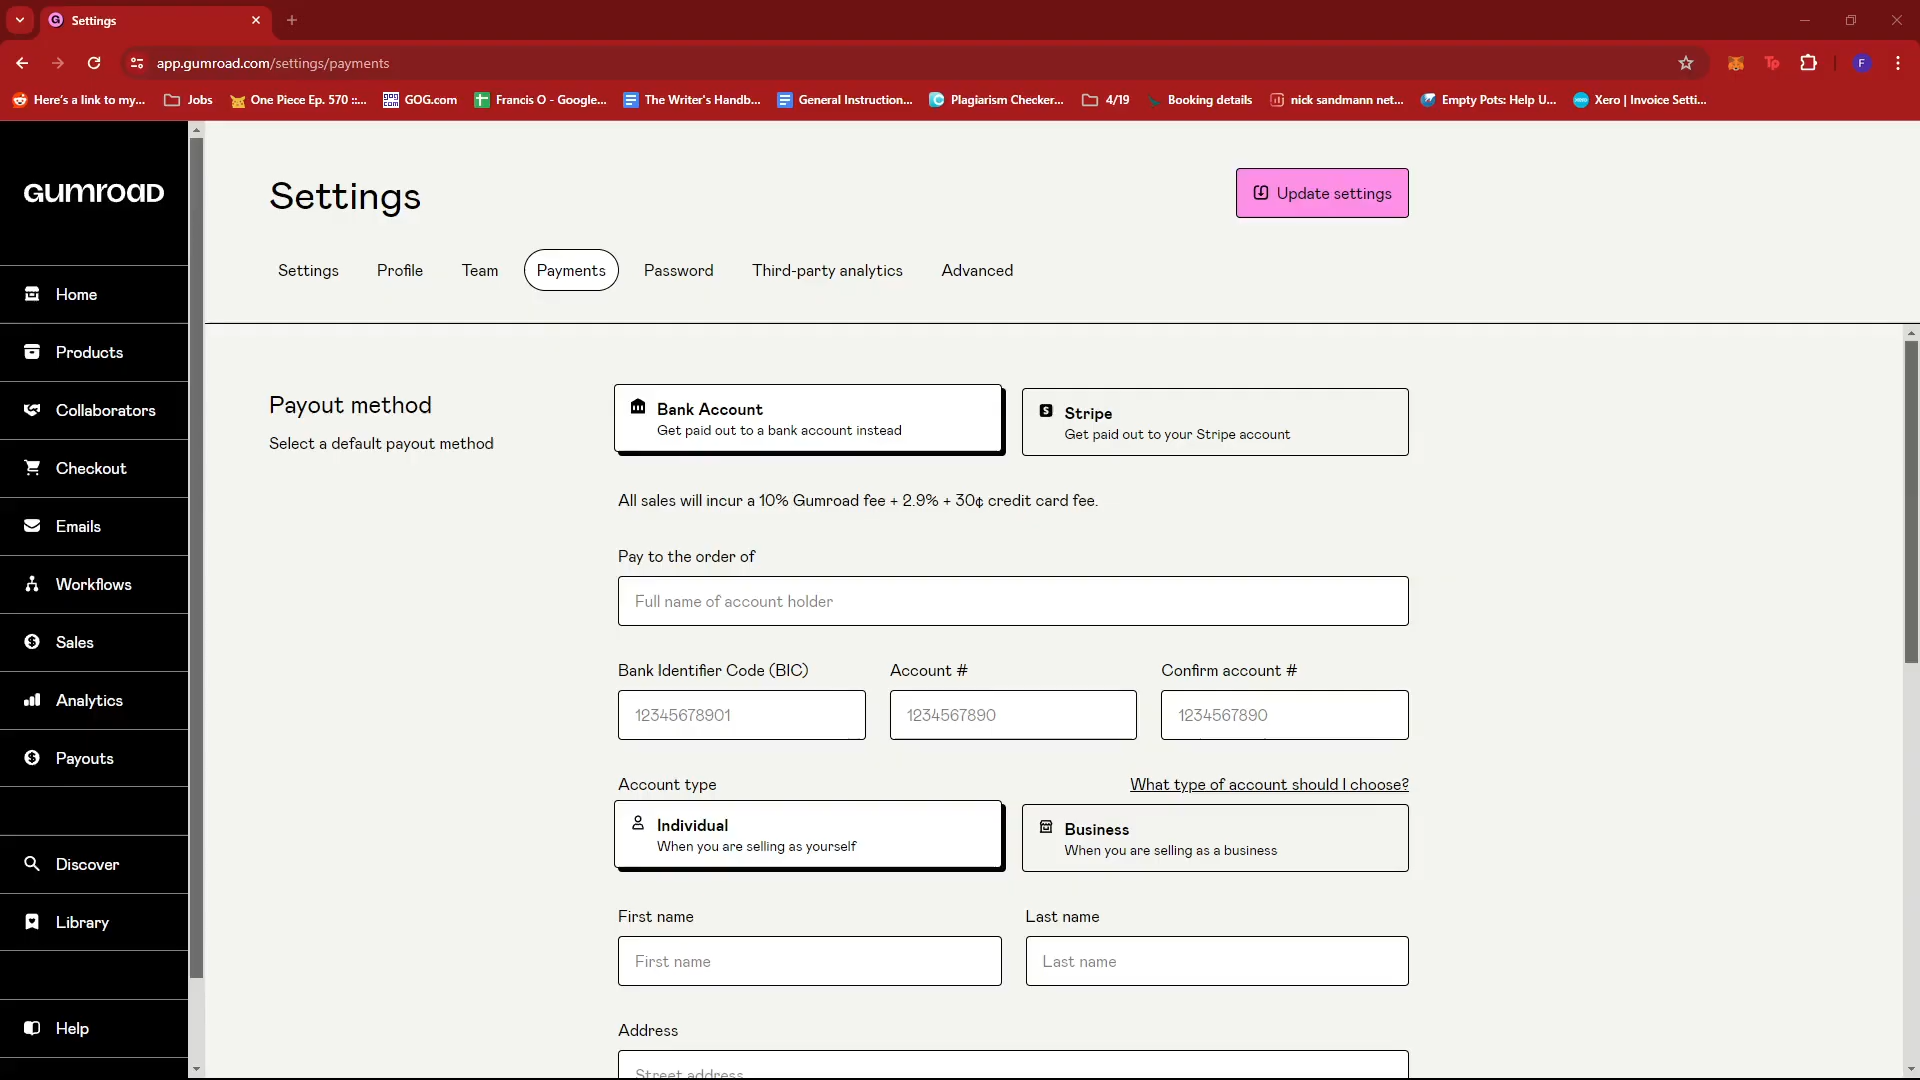 Settings
app.gumroad.com/settings/payments
Here's a link to my...
Jobs
One Piece Ep. 570 ::...
GOG.com
Francis O - Google...
The Writer's Handb...
General Instruction...
Plagiarism Checker...
4/19
Booking details
nick sandmann net...
Empty Pots: Help U...
Xero | Invoice Setti...
GUMROAD
Home
Products
Collaborators
Checkout
Emails
Workflows
Sales
Analytics
Payouts
Discover
Library
Help
Settings
Update settings
Settings
Profile
Team
Payments
Password
Third-party analytics
Advanced
Payout method
Select a default payout method
Bank Account
Get paid out to a bank account instead
Stripe
Get paid out to your Stripe account
All sales will incur a 10% Gumroad fee + 2.9% + 30¢ credit card fee.
Pay to the order of
Full name of account holder
Bank Identifier Code (BIC)
Account #
Confirm account #
12345678901
1234567890
1234567890
Account type
What type of account should I choose?
Individual
When you are selling as yourself
Business
When you are selling as a business
First name
Last name
First name
Last name
Address
Street address